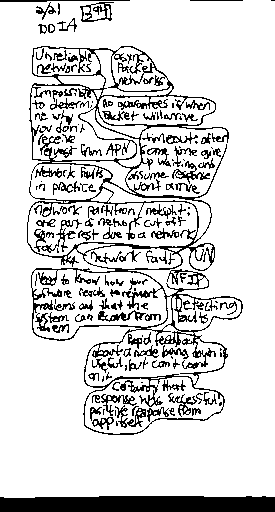 2/21
DDIA
Unreliable networks
async packet networks
Impossible to determine why you don't receive request from APN
No guarantees if/when packet will arrive
timeout: after some time give up waiting and assume response won't arrive
Network faults in practice
Network partition/netsplit: one part of network cut off from the rest due to a network fault
Network fault
Need to know how your software reacts to network problems and that the system can recover from them
Detecting faults
Rapid feedback about a node being down is useful, but can't count on it
Certainty that response was successful: positive response from app itself